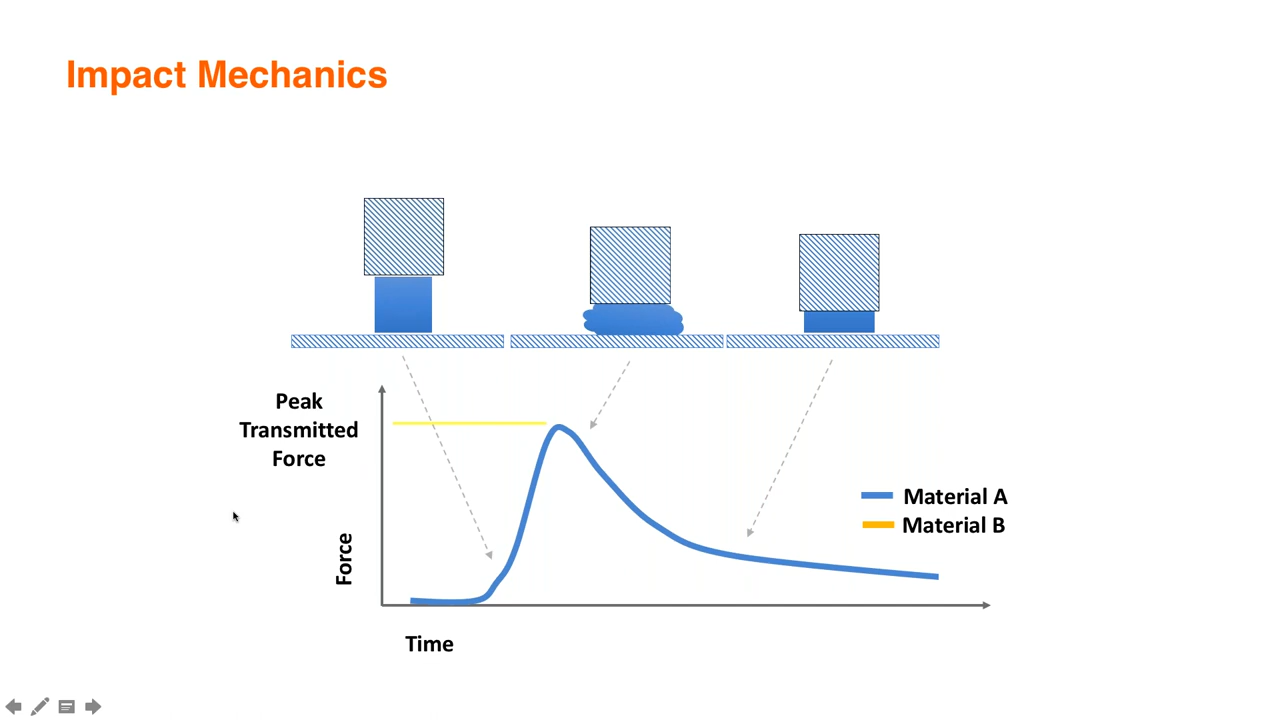 Impact Mechanics
Peak
Transmitted
Force
Force
Material A
Material B
Time